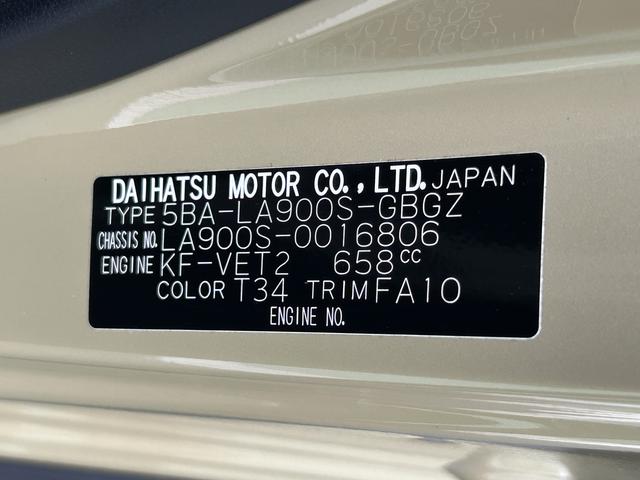 DAIHATSU MOTOR CO.,LTD. JAPAN
TYPE 5BA-LA900S-GBGZ
CHASSIS NO. LA900S-0016806
ENGINE KF-VET2 658cc
COLOR T34 TRIM FA10
ENGINE NO.